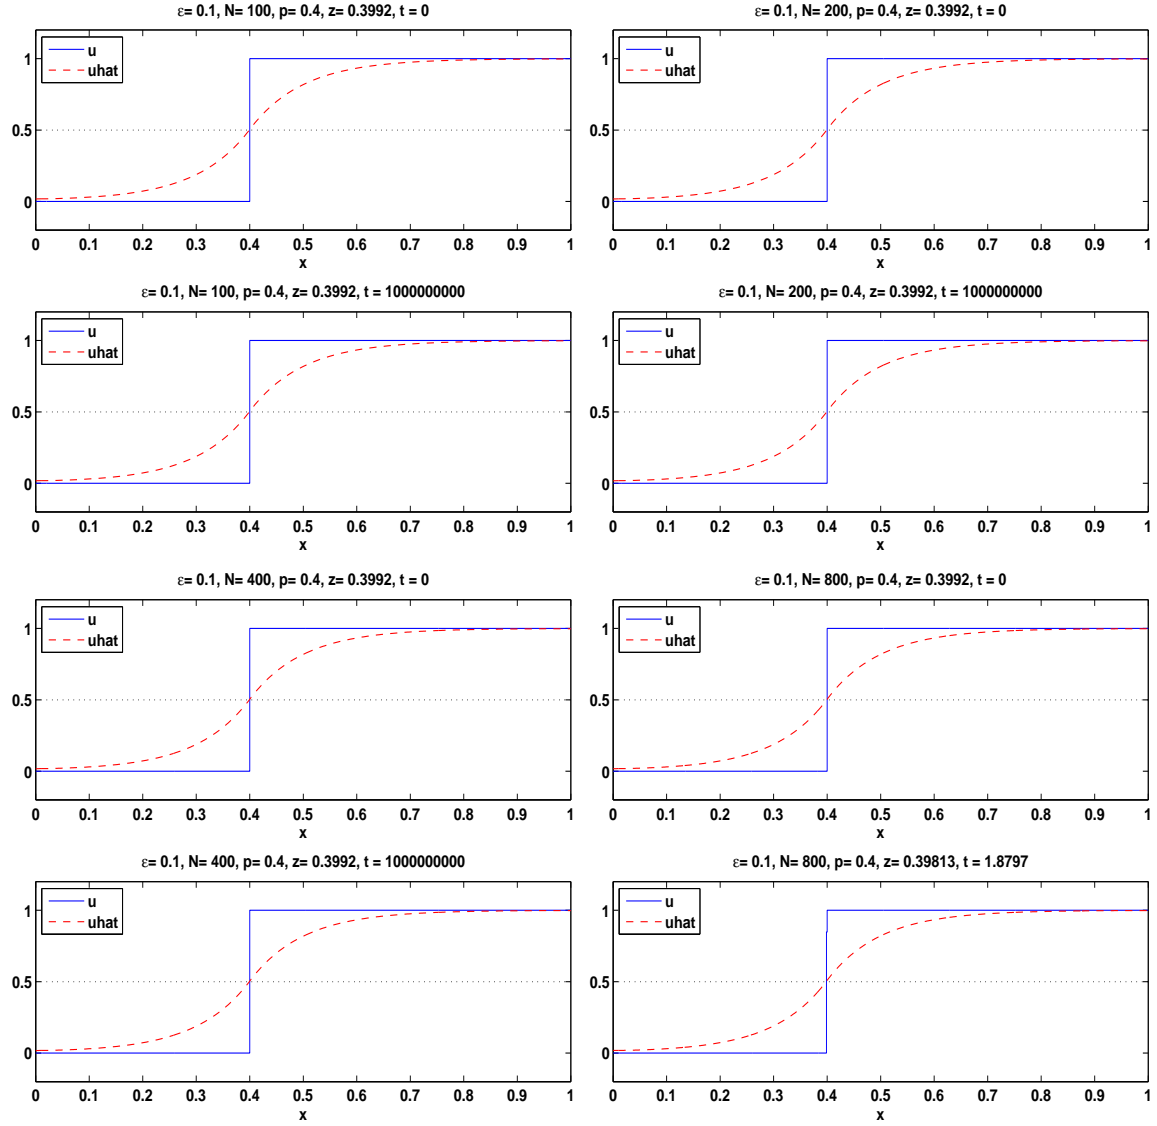 ε= 0.1, N= 100, p= 0.4, z= 0.3992, t = 0
u
uhat
1
0.5
0
0 0.1 0.2 0.3 0.4 0.5 0.6 0.7 0.8 0.9 1
x
ε= 0.1, N= 200, p= 0.4, z= 0.3992, t = 0
u
uhat
1
0.5
0
0 0.1 0.2 0.3 0.4 0.5 0.6 0.7 0.8 0.9 1
x
ε= 0.1, N= 100, p= 0.4, z= 0.3992, t = 1000000000
u
uhat
1
0.5
0
0 0.1 0.2 0.3 0.4 0.5 0.6 0.7 0.8 0.9 1
x
ε= 0.1, N= 200, p= 0.4, z= 0.3992, t = 1000000000
u
uhat
1
0.5
0
0 0.1 0.2 0.3 0.4 0.5 0.6 0.7 0.8 0.9 1
x
ε= 0.1, N= 400, p= 0.4, z= 0.3992, t = 0
u
uhat
1
0.5
0
0 0.1 0.2 0.3 0.4 0.5 0.6 0.7 0.8 0.9 1
x
ε= 0.1, N= 800, p= 0.4, z= 0.3992, t = 0
u
uhat
1
0.5
0
0 0.1 0.2 0.3 0.4 0.5 0.6 0.7 0.8 0.9 1
x
ε= 0.1, N= 400, p= 0.4, z= 0.3992, t = 1000000000
u
uhat
1
0.5
0
0 0.1 0.2 0.3 0.4 0.5 0.6 0.7 0.8 0.9 1
x
ε= 0.1, N= 800, p= 0.4, z= 0.39813, t = 1.8797
u
uhat
1
0.5
0
0 0.1 0.2 0.3 0.4 0.5 0.6 0.7 0.8 0.9 1
x